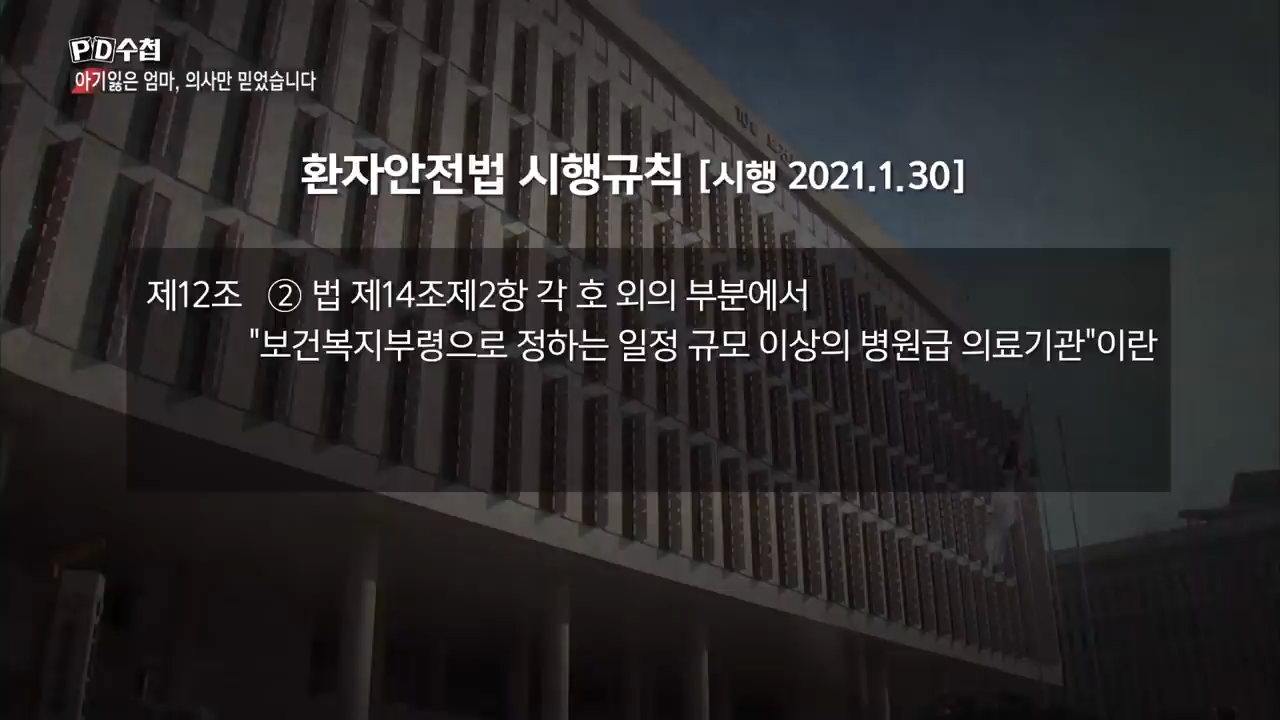 PD수첩
아기잃은 엄마, 의사만 믿었습니다
환자안전법 시행규칙 [시행 2021.1.30]
제12조 ② 법 제14조제2항 각 호 외의 부분에서
"보건복지부령으로 정하는 일정 규모 이상의 병원급 의료기관"이란